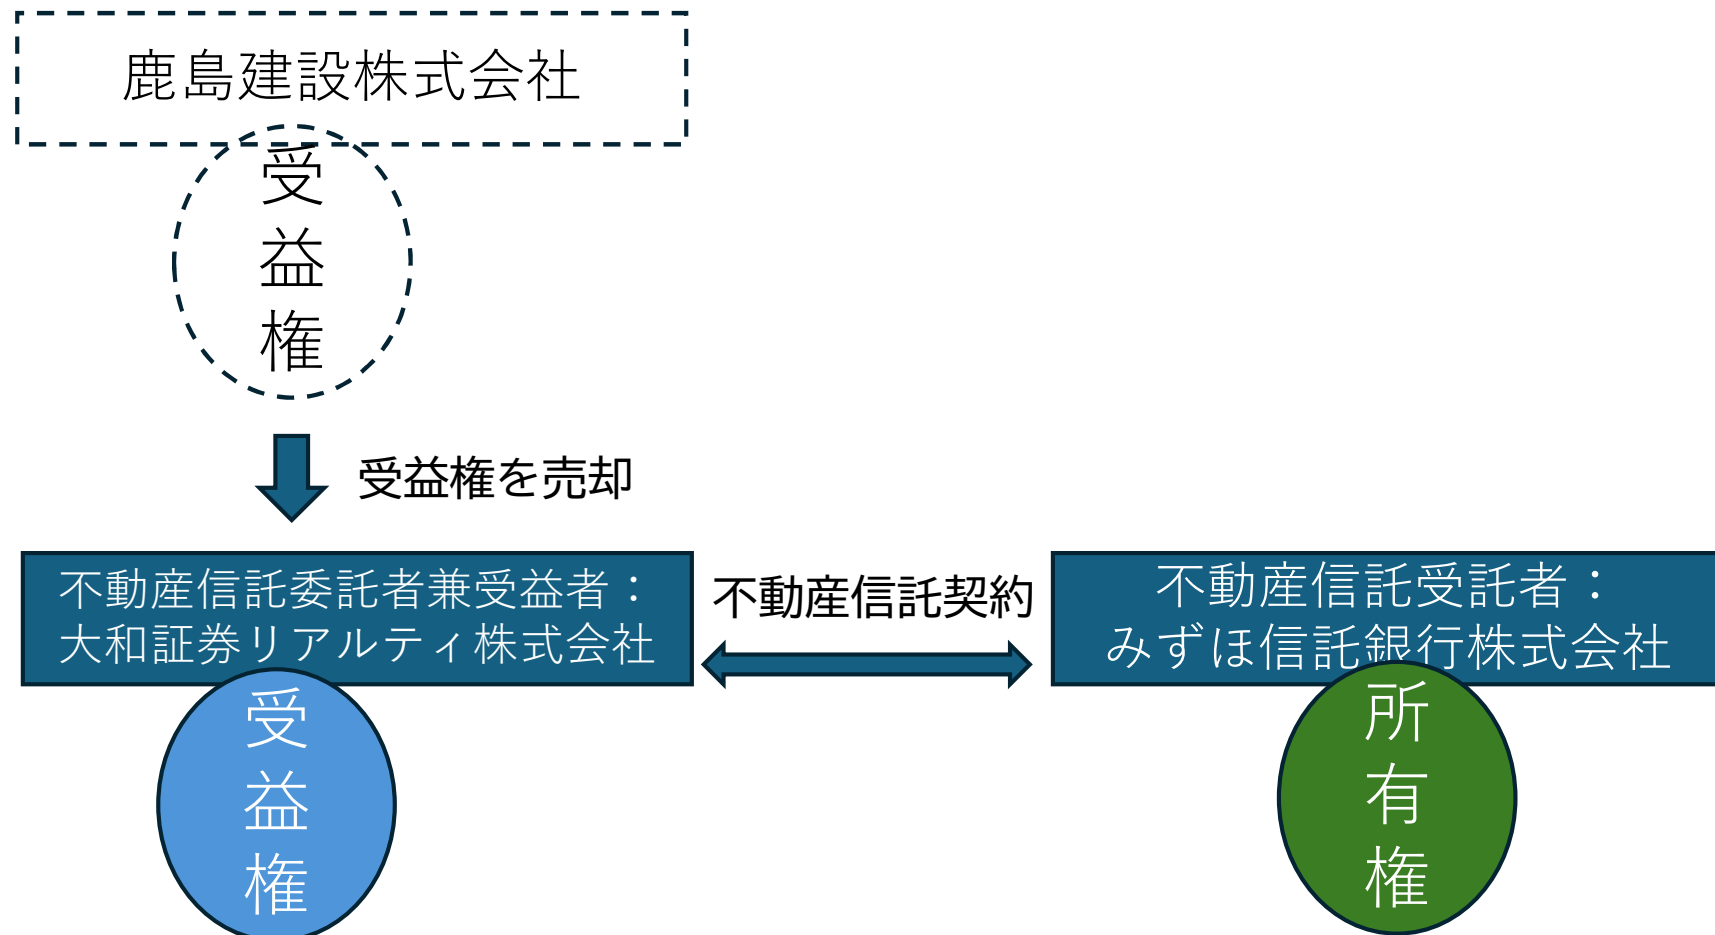 鹿島建設株式会社
受益権
受益権を売却
不動産信託委託者兼受益者：
大和証券リアルティ株式会社
不動産信託契約
不動産信託受託者：
みずほ信託銀行株式会社
受益権
所有権